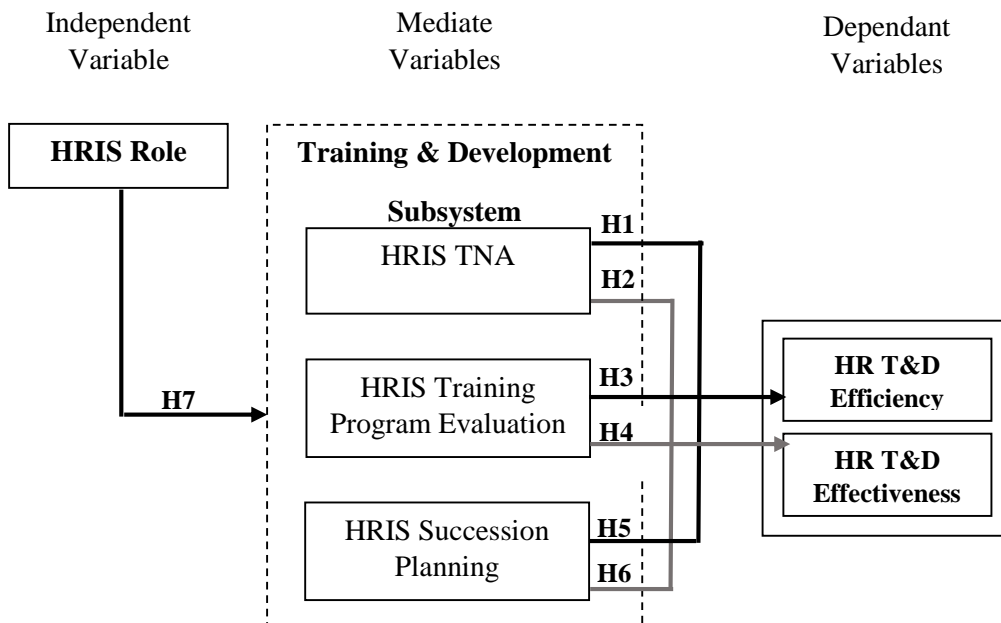 Independent
Variable
Mediate
Variables
Dependant
Variables
HRIS Role
Training & Development
Subsystem
HRIS TNA
H1
H2
HRIS Training
Program Evaluation
H3
H4
HR T&D
Efficiency
HR T&D
Effectiveness
H7
HRIS Succession
Planning
H5
H6